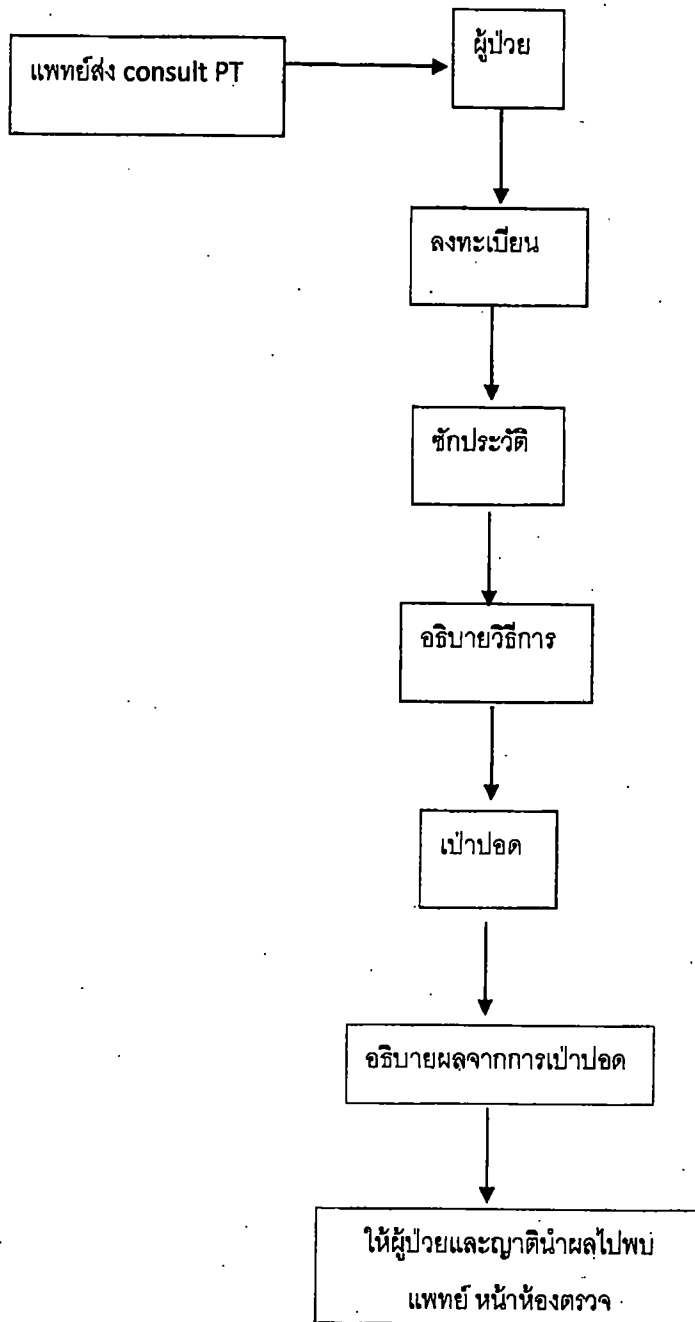 แพทย์ส่ง consult PT
ผู้ป่วย
ลงทะเบียน
ซักประวัติ
อธิบายวิธีการ
เป่าปอด
อธิบายผลจากการเป่าปอด
ให้ผู้ป่วยและญาตินำผลไปพบ
แพทย์ หน้าห้องตรวจ